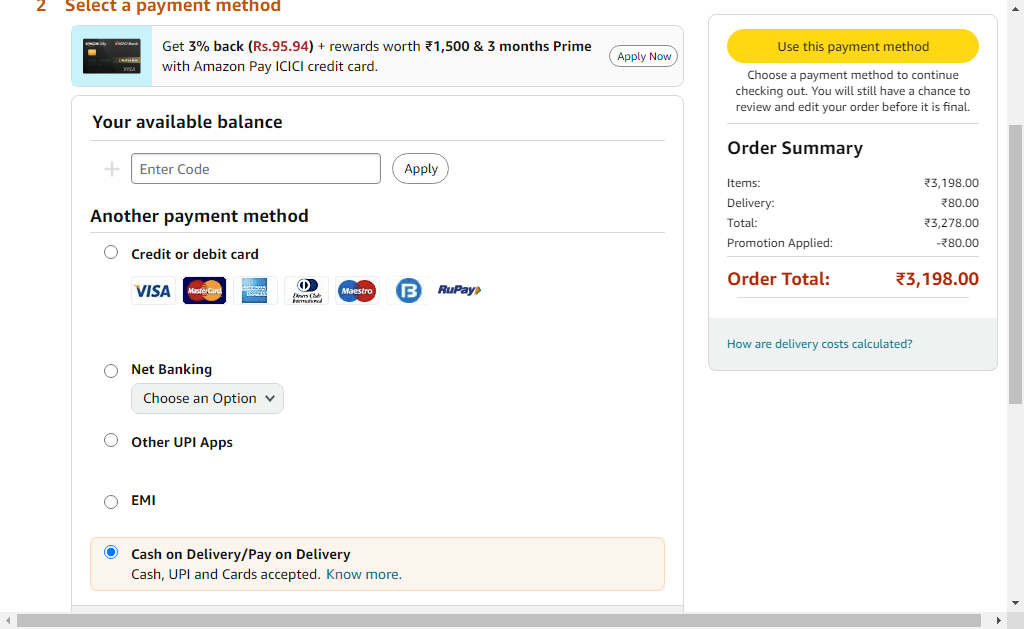 2 Select a payment method
Get 3% back (Rs.95.94) + rewards worth ₹1,500 & 3 months Prime
with Amazon Pay ICICI credit card.
Apply Now
VISA
Your available balance
Enter Code
Apply
Another payment method
Credit or debit card
VISA MasterCard AMERICAN EXPRESS Diners Club International Maestro B RuPay
Net Banking
Choose an Option
Other UPI Apps
EMI
Cash on Delivery/Pay on Delivery
Cash, UPI and Cards accepted. Know more.
Use this payment method
Choose a payment method to continue
checking out. You will still have a chance to
review and edit your order before it is final.
Order Summary
Items: ₹3,198.00
Delivery: ₹80.00
Total: ₹3,278.00
Promotion Applied: -₹80.00
Order Total: ₹3,198.00
How are delivery costs calculated?